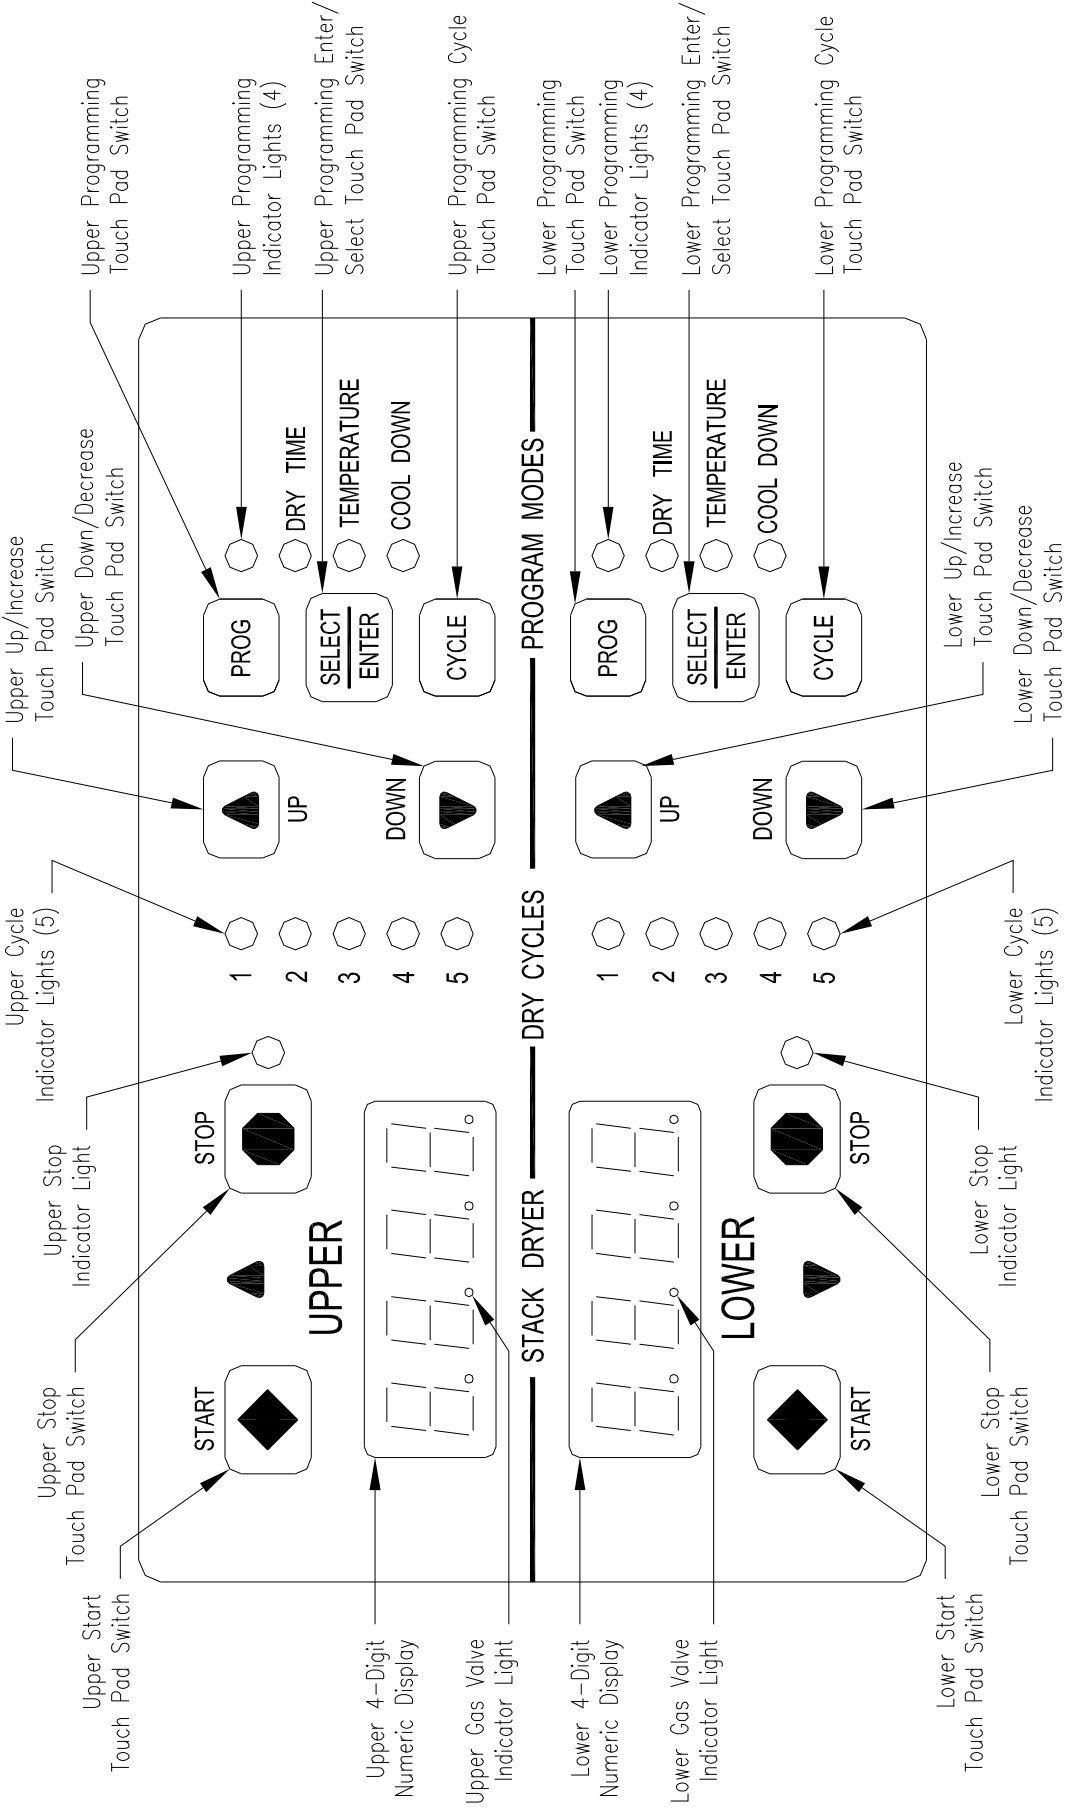 Upper Start
Touch Pad Switch
Upper Stop
Touch Pad Switch
Upper Stop
Indicator Light
Upper Cycle
Indicator Lights (5)
Upper Up/Increase
Touch Pad Switch
Upper Down/Decrease
Touch Pad Switch
Upper Programming
Touch Pad Switch
Upper Programming
Indicator Lights (4)
Upper Programming Enter/
Select Touch Pad Switch
Upper Programming Cycle
Touch Pad Switch
Lower Programming
Touch Pad Switch
Lower Programming
Indicator Lights (4)
Lower Programming Enter/
Select Touch Pad Switch
Lower Programming Cycle
Touch Pad Switch
START
STOP
UPPER
1
2
3
4
5
UP
DOWN
PROG
SELECT
ENTER
CYCLE
DRY TIME
TEMPERATURE
COOL DOWN
STACK DRYER
DRY CYCLES
PROGRAM MODES
LOWER
START
STOP
1
2
3
4
5
UP
DOWN
PROG
SELECT
ENTER
CYCLE
DRY TIME
TEMPERATURE
COOL DOWN
Upper 4-Digit
Numeric Display
Upper Gas Valve
Indicator Light
Lower 4-Digit
Numeric Display
Lower Gas Valve
Indicator Light
Lower Start
Touch Pad Switch
Lower Stop
Touch Pad Switch
Lower Stop
Indicator Light
Lower Cycle
Indicator Lights (5)
Lower Up/Increase
Touch Pad Switch
Lower Down/Decrease
Touch Pad Switch